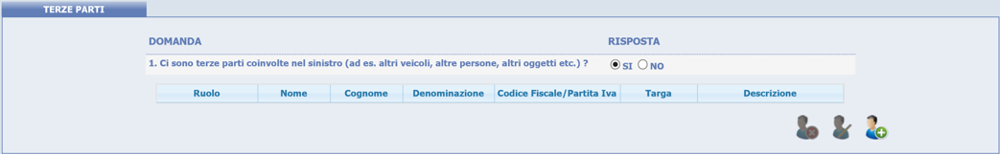 TERZE PARTI
DOMANDA RISPOSTA
1. Ci sono terze parti coinvolte nel sinistro (ad es. altri veicoli, altre persone, altri oggetti etc.) ? SI NO
Ruolo Nome Cognome Denominazione Codice Fiscale/Partita Iva Targa Descrizione